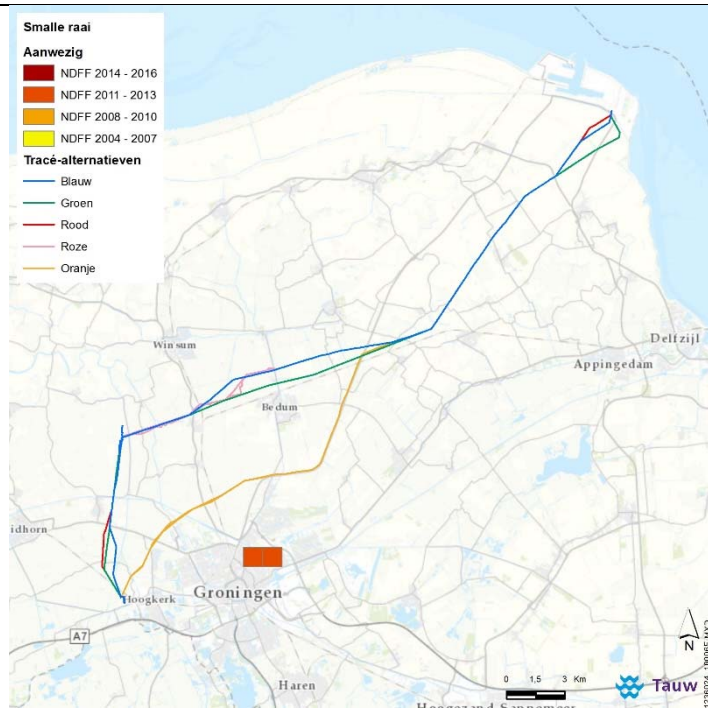 Smalle raai
Aanwezig
NDFF 2014 - 2016
NDFF 2011 - 2013
NDFF 2008 - 2010
NDFF 2004 - 2007
Tracé-alternatieven
Blauw
Groen
Rood
Roze
Oranje
Winsum
Delfzijl
Appingedam
Bedum
idhorn
Hoogkerk
Groningen
A7
Haren
N
0 1,5 3 Km
Tauw